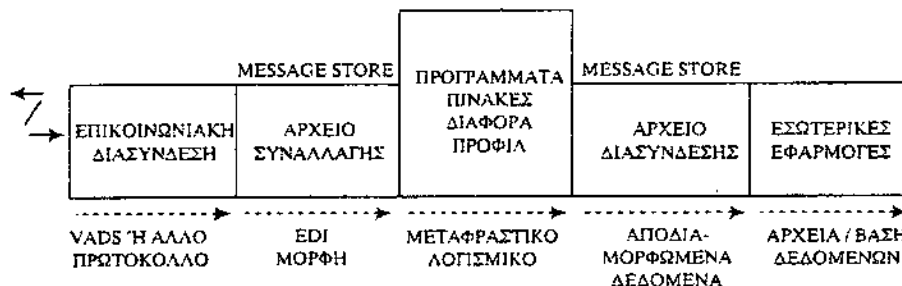 MESSAGE STORE
MESSAGE STORE
ΕΠΙΚΟΙΝΩΝΙΑΚΗ
ΔΙΑΣΥΝΔΕΣΗ
ΑΡΧΕΙΟ
ΣΥΝΑΛΛΑΓΗΣ
ΠΡΟΓΡΑΜΜΑΤΑ
ΠΙΝΑΚΕΣ
ΔΙΑΦΟΡΑ
ΠΡΟΦΙΛ
ΑΡΧΕΙΟ
ΔΙΑΣΥΝΔΕΣΗΣ
ΕΣΩΤΕΡΙΚΕΣ
ΕΦΑΡΜΟΓΕΣ
VADS Ή ΑΛΛΟ
ΠΡΩΤΟΚΟΛΛΟ
EDI
ΜΟΡΦΗ
ΜΕΤΑΦΡΑΣΤΙΚΟ
ΛΟΓΙΣΜΙΚΟ
ΑΠΟΔΙΑ-
ΜΟΡΦΩΜΕΝΑ
ΔΕΔΟΜΕΝΑ
ΑΡΧΕΙΑ / ΒΑΣΗ
ΔΕΔΟΜΕΝΩΝ